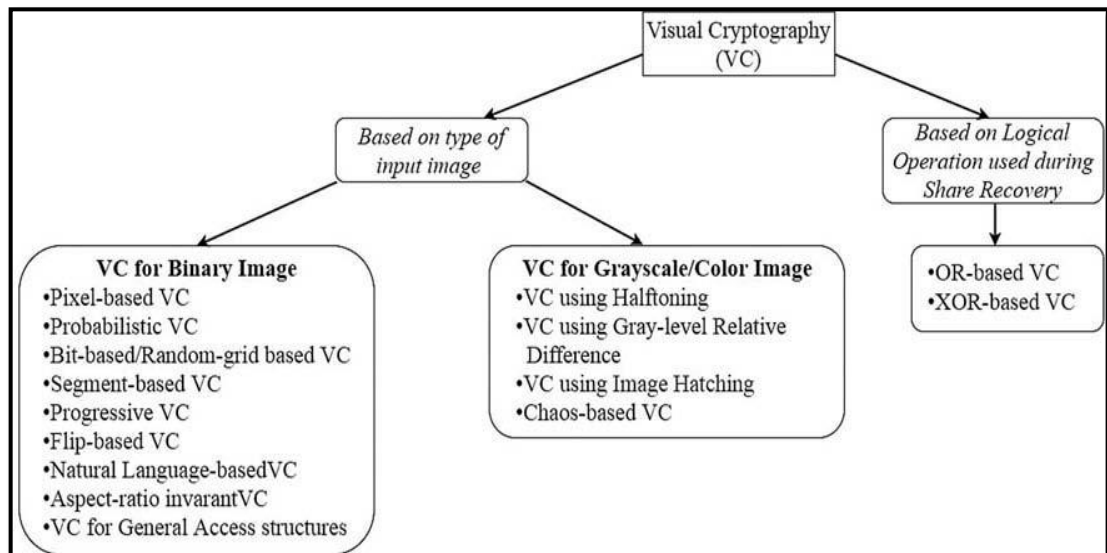 Visual Cryptography
(VC)
Based on type of
input image
Based on Logical
Operation used during
Share Recovery
VC for Binary Image
•Pixel-based VC
•Probabilistic VC
•Bit-based/Random-grid based VC
•Segment-based VC
•Progressive VC
•Flip-based VC
•Natural Language-basedVC
•Aspect-ratio invarantVC
•VC for General Access structures
VC for Grayscale/Color Image
•VC using Halftoning
•VC using Gray-level Relative
Difference
•VC using Image Hatching
•Chaos-based VC
•OR-based VC
•XOR-based VC